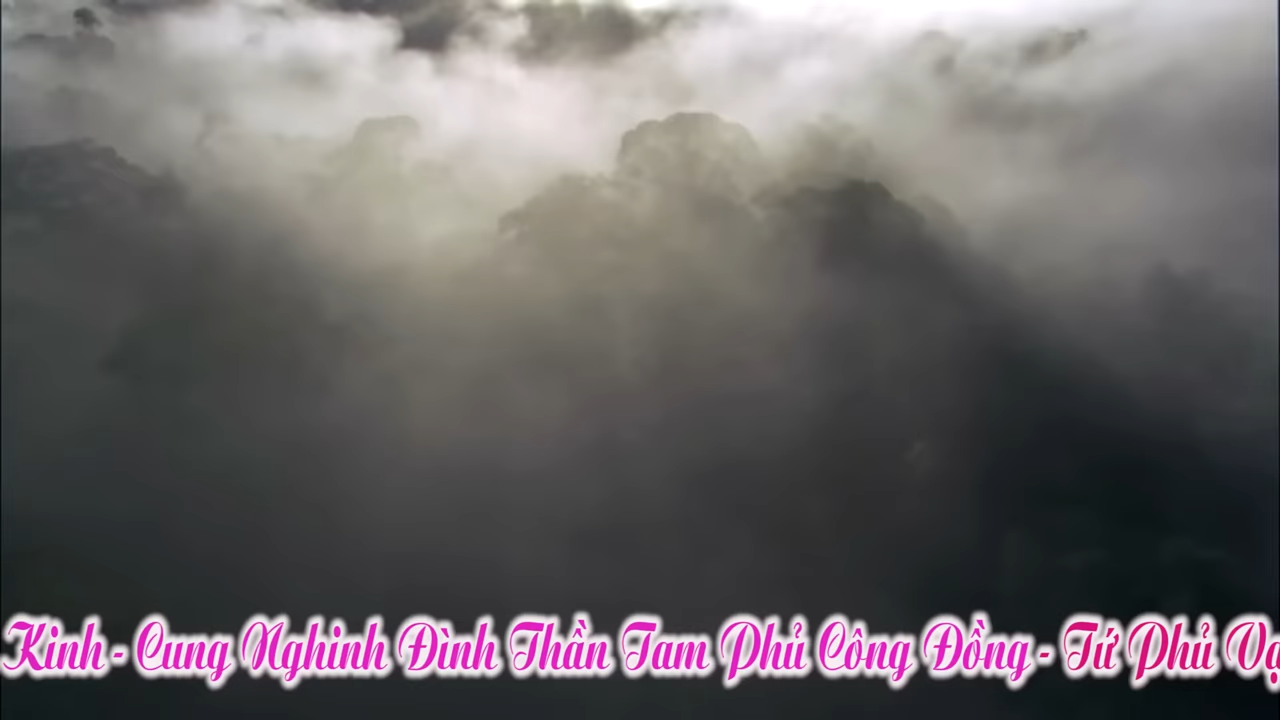 Kinh - Cung Nghinh Đình Thần Tam Phủ Công Đồng - Tứ Phủ